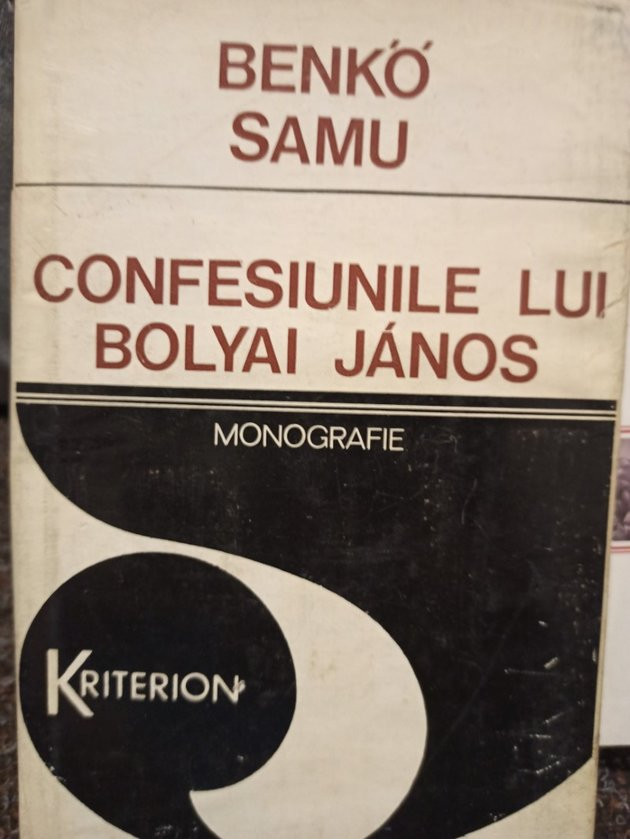 BENKŐ
SAMU
CONFESIUNILE LUI
BOLYAI JÁNOS
MONOGRAFIE
KRITERION